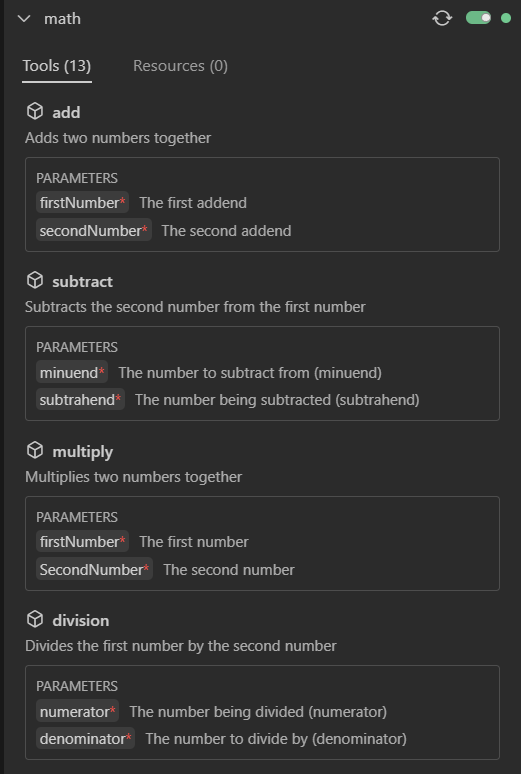 math
Tools (13) Resources (0)
add
Adds two numbers together
PARAMETERS
firstNumber* The first addend
secondNumber* The second addend
subtract
Subtracts the second number from the first number
PARAMETERS
minuend* The number to subtract from (minuend)
subtrahend* The number being subtracted (subtrahend)
multiply
Multiplies two numbers together
PARAMETERS
firstNumber* The first number
SecondNumber* The second number
division
Divides the first number by the second number
PARAMETERS
numerator* The number being divided (numerator)
denominator* The number to divide by (denominator)